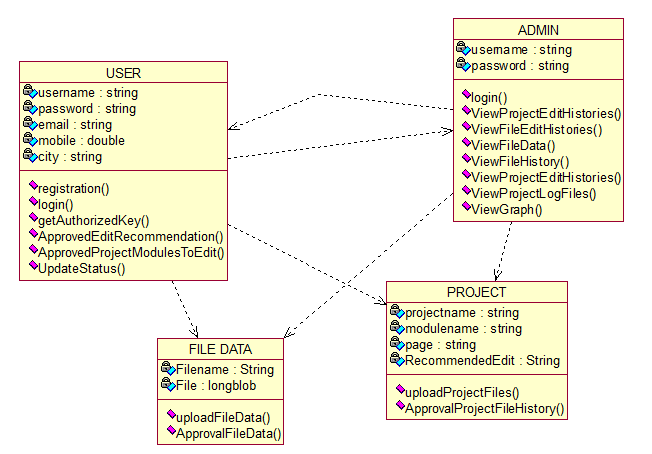 USER
username : string
password : string
email : string
mobile : double
city : string
registration()
login()
getAuthorizedKey()
ApprovedEditRecommendation()
ApprovedProjectModulesToEdit()
UpdateStatus()
ADMIN
username : string
password : string
login()
ViewProjectEditHistories()
ViewFileEditHistories()
ViewFileData()
ViewFileHistory()
ViewProjectEditHistories()
ViewProjectLogFiles()
ViewGraph()
FILE DATA
Filename : String
File : longblob
uploadFileData()
ApprovalFileData()
PROJECT
projectname : string
modulename : string
page : string
RecommendedEdit : String
uploadProjectFiles()
ApprovalProjectFileHistory()